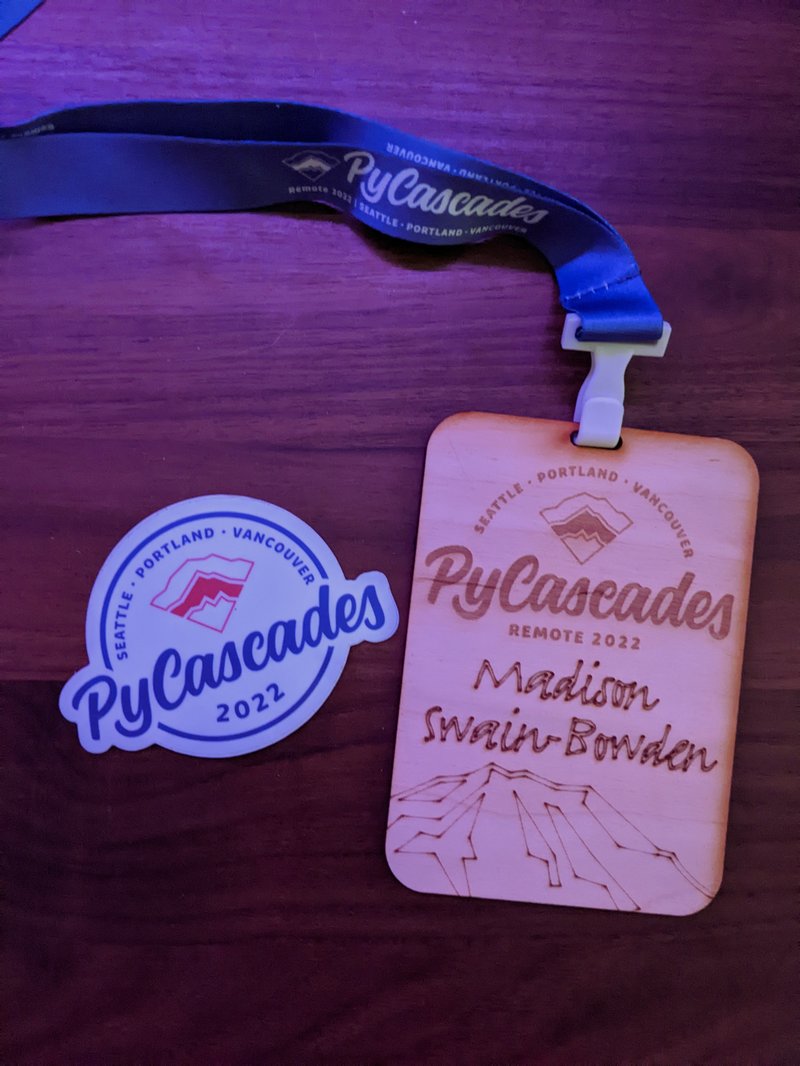 PyCascades
Remote 2022 | SEATTLE · PORTLAND · VANCOUVER
SEATTLE · PORTLAND · VANCOUVER
PyCascades
2022
SEATTLE · PORTLAND · VANCOUVER
PyCascades
REMOTE 2022
Madison
Swain-Bowden